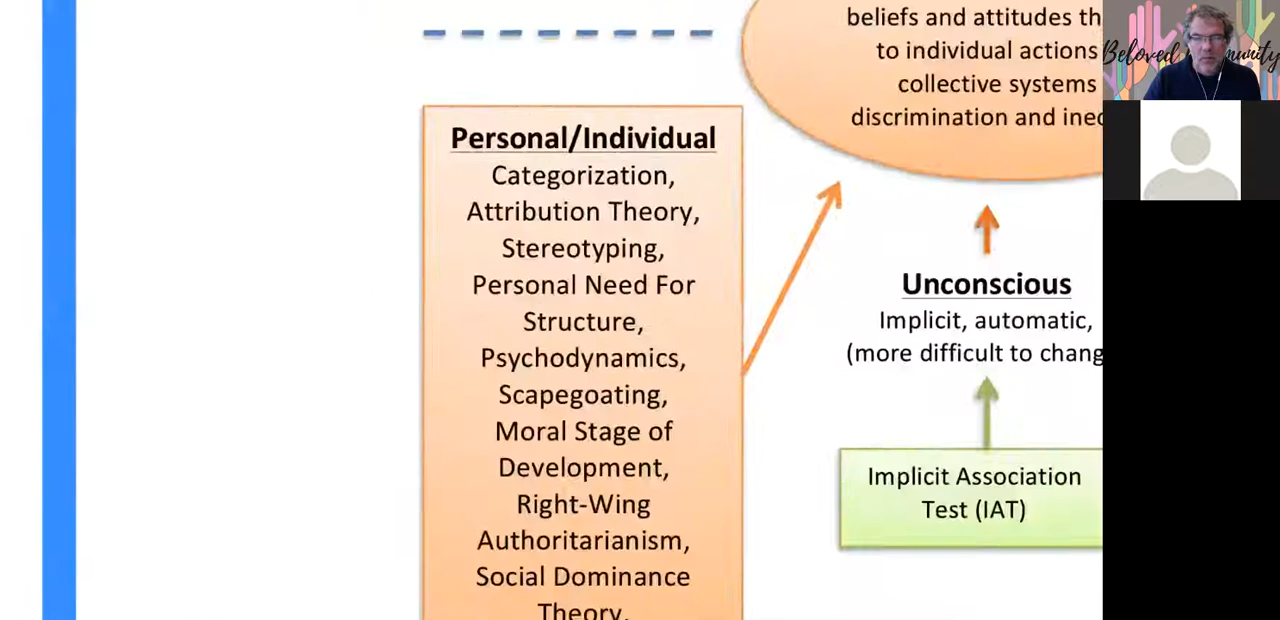 beliefs and attitudes th
to individual actions
collective systems
discrimination and ine
Personal/Individual
Categorization,
Attribution Theory,
Stereotyping,
Personal Need For
Structure,
Psychodynamics,
Scapegoating,
Moral Stage of
Development,
Right-Wing
Authoritarianism,
Social Dominance
Theory,
Unconscious
Implicit, automatic,
(more difficult to chang
Implicit Association
Test (IAT)
Beloved munity